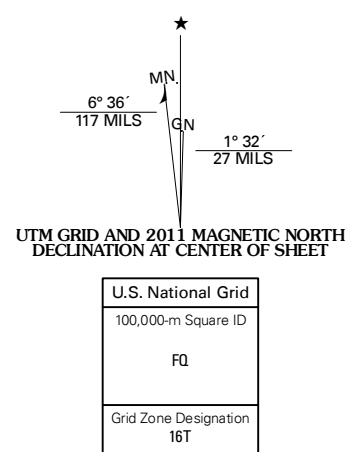 ★
MN
6° 36´
117 MILS
GN
1° 32´
27 MILS
UTM GRID AND 2011 MAGNETIC NORTH
DECLINATION AT CENTER OF SHEET
U.S. National Grid
100,000-m Square ID
FQ
Grid Zone Designation
16T